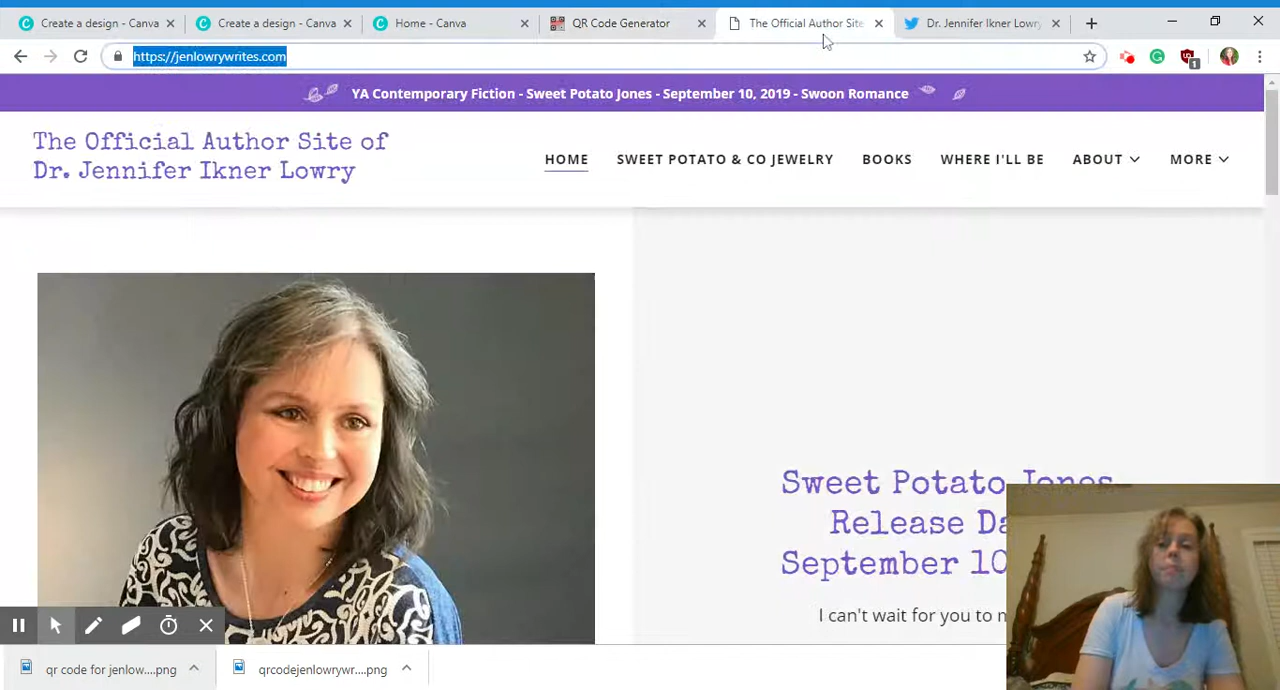 Create a design - Canva
Create a design - Canva
Home - Canva
QR Code Generator
The Official Author Site
Dr. Jennifer Ikner Lowry
https://jenlowrywrites.com
1
YA Contemporary Fiction - Sweet Potato Jones - September 10, 2019 - Swoon Romance
The Official Author Site of
Dr. Jennifer Ikner Lowry
HOME SWEET POTATO & CO JEWELRY BOOKS WHERE I'LL BE ABOUT MORE
Sweet Potato Jones
Release
September 10
I can't wait for you to
qr code for jenlow....png
qrcodejenlowrywr....png